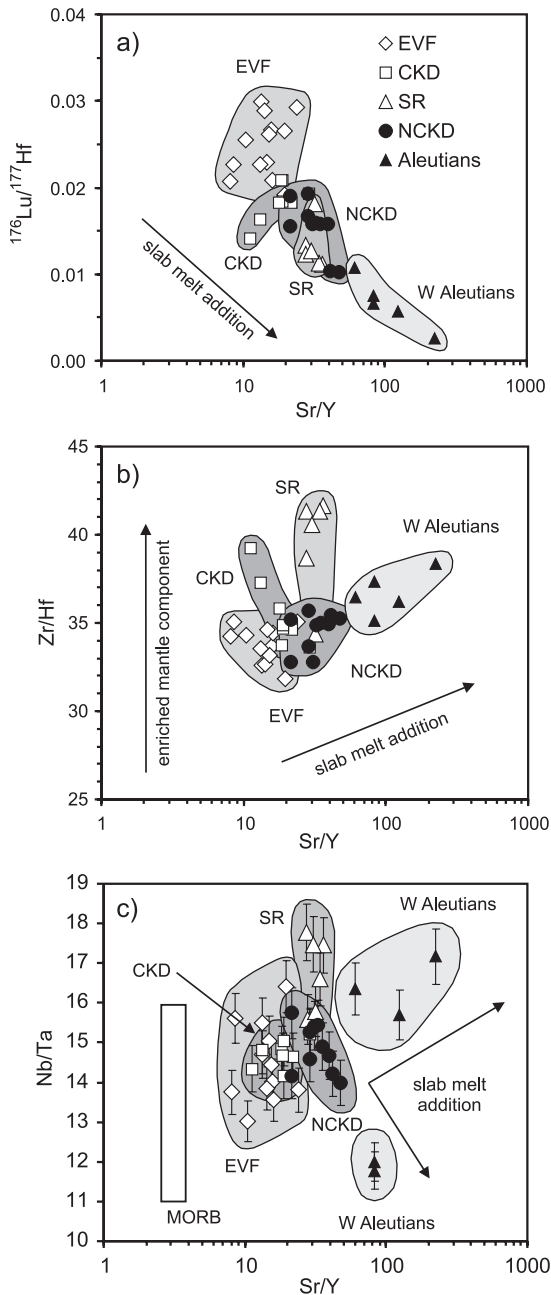 a)
EVF
CKD
SR
NCKD
Aleutians
EVF
0.04
0.03
0.02
0.01
0.00
176Lu/177Hf
NCKD
CKD
SR
W Aleutians
slab melt addition
1 10 100 1000
Sr/Y
b)
45
40
35
30
25
Zr/Hf
SR
W Aleutians
CKD
NCKD
EVF
enriched mantle component
slab melt addition
1 10 100 1000
Sr/Y
c)
19
18
17
16
15
14
13
12
11
10
Nb/Ta
SR
W Aleutians
CKD
slab melt
addition
NCKD
EVF
MORB
W Aleutians
1 10 100 1000
Sr/Y